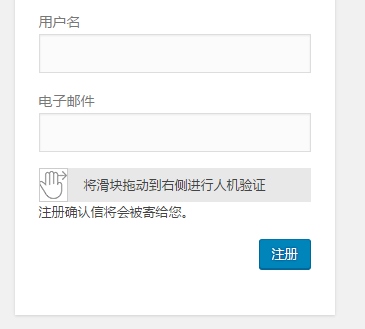 用户名
电子邮件
将滑块拖动到右侧进行人机验证
注册确认信将会被寄给您。
注册